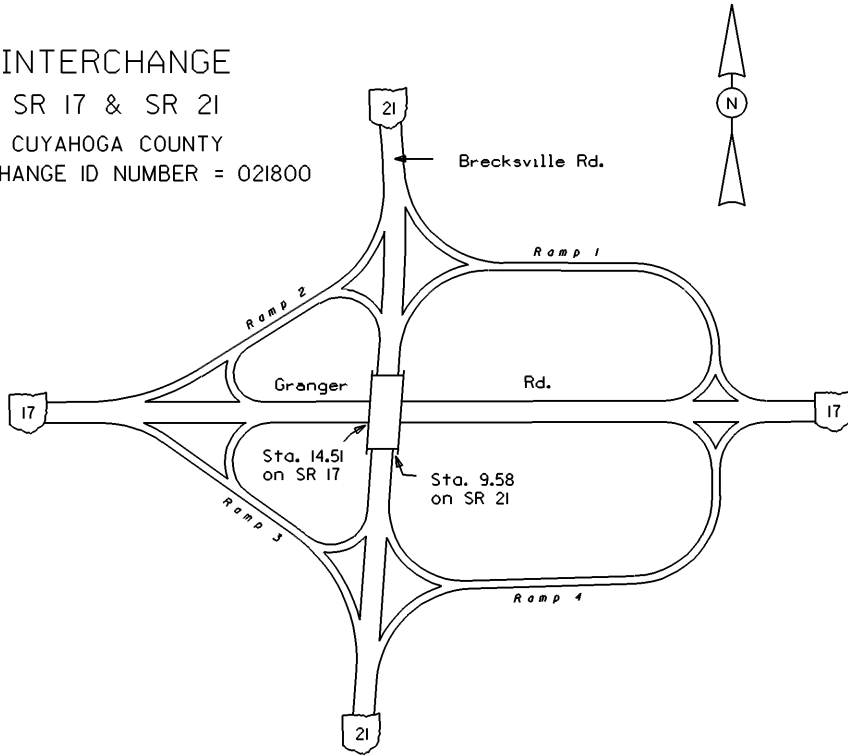 INTERCHANGE
SR 17 & SR 21
CUYAHOGA COUNTY
HANGE ID NUMBER = 021800
21
N
Brecksville Rd.
Ramp 1
Ramp 2
Granger Rd.
17
17
Sta. 14.51
on SR 17
Sta. 9.58
on SR 21
Ramp 3
Ramp 4
21